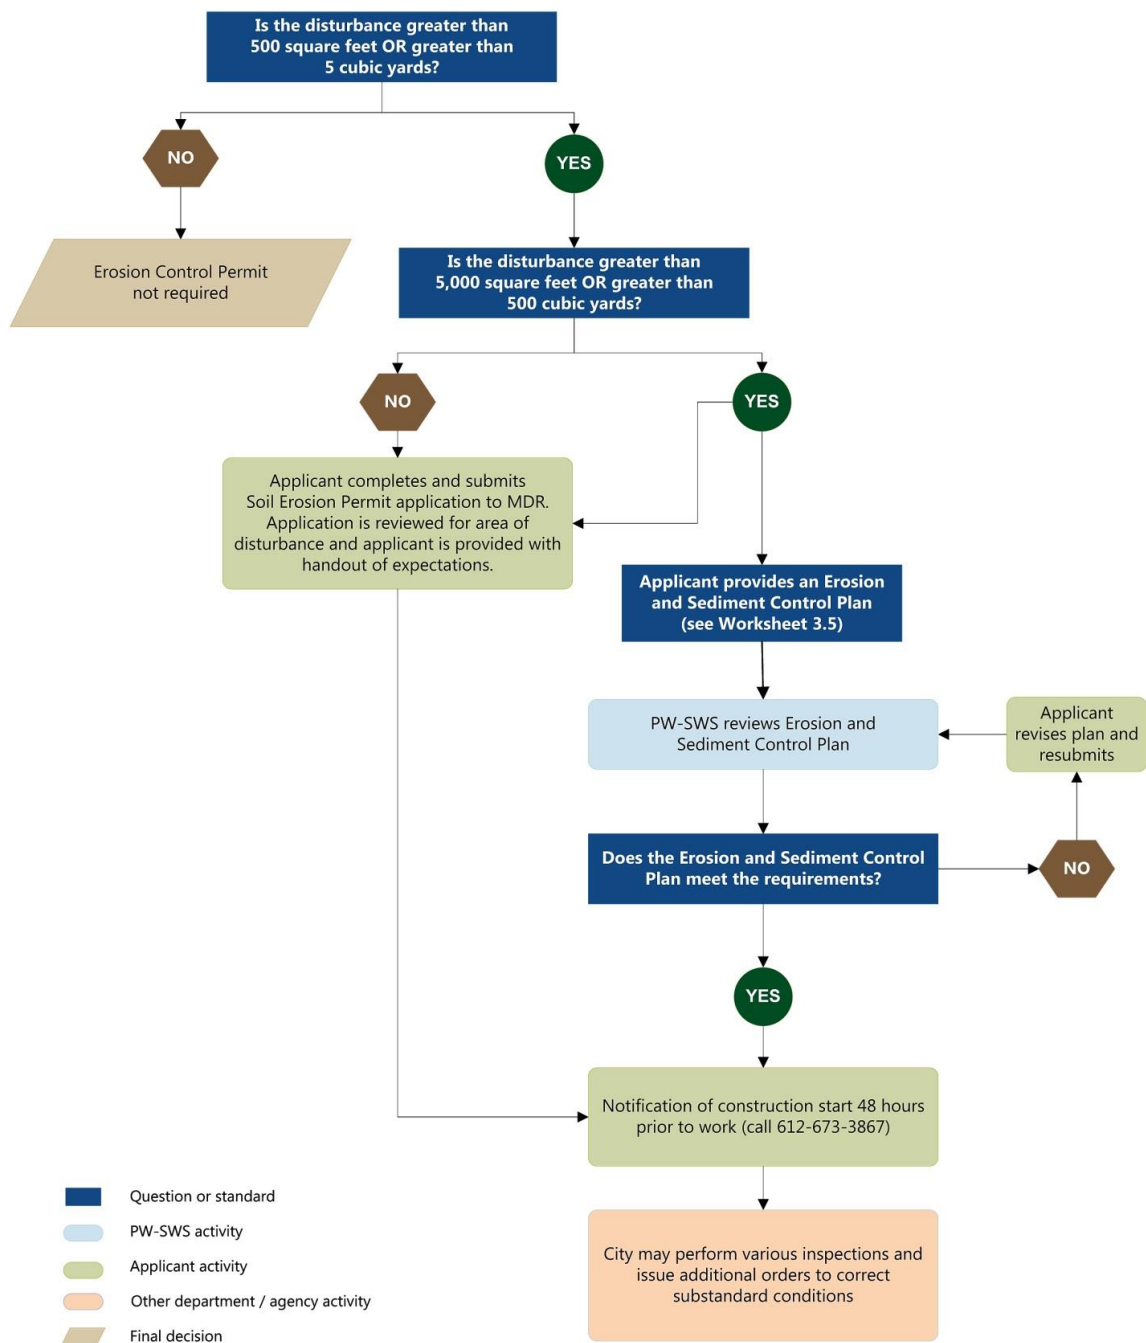 Is the disturbance greater than
500 square feet OR greater than
5 cubic yards?
NO
YES
Erosion Control Permit
not required
Is the disturbance greater than
5,000 square feet OR greater than
500 cubic yards?
NO
YES
Applicant completes and submits
Soil Erosion Permit application to MDR.
Application is reviewed for area of
disturbance and applicant is provided with
handout of expectations.
Applicant provides an Erosion
and Sediment Control Plan
(see Worksheet 3.5)
PW-SWS reviews Erosion and
Sediment Control Plan
Applicant
revises plan and
resubmits
Does the Erosion and Sediment Control
Plan meet the requirements?
NO
YES
Notification of construction start 48 hours
prior to work (call 612-673-3867)
City may perform various inspections and
issue additional orders to correct
substandard conditions
Question or standard
PW-SWS activity
Applicant activity
Other department / agency activity
Final decision